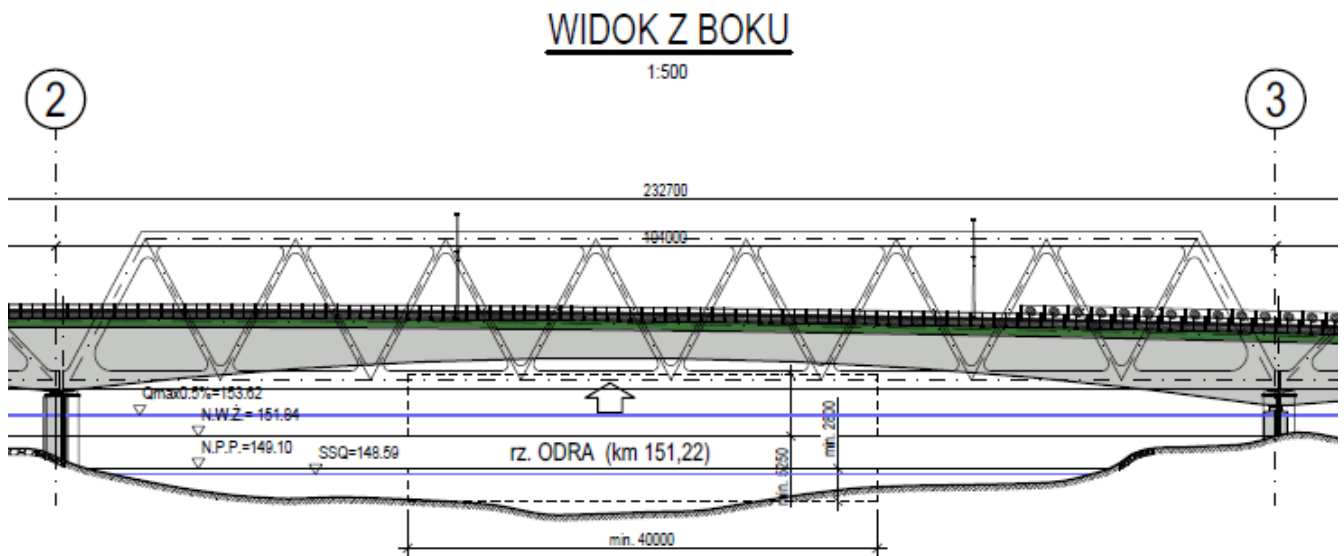 WIDOK Z BOKU
1:500
2
3
232700
104000
Qmax0.5%=153.62
N.W.Ż.= 151.84
N.P.P.=149.10
SSQ=148.59
rz. ODRA (km 151,22)
min. 5250
min. 2800
min. 40000